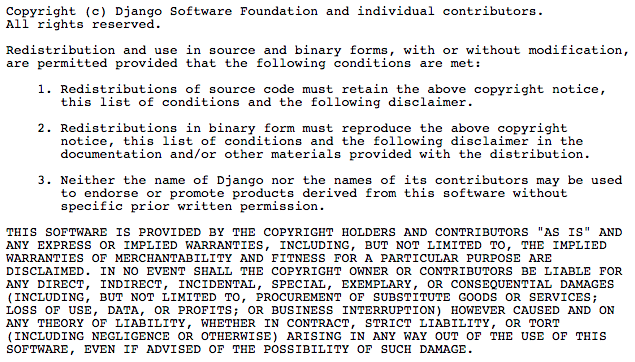 Copyright (c) Django Software Foundation and individual contributors.
All rights reserved.
Redistribution and use in source and binary forms, with or without modification,
are permitted provided that the following conditions are met:
1. Redistributions of source code must retain the above copyright notice,
this list of conditions and the following disclaimer.
2. Redistributions in binary form must reproduce the above copyright
notice, this list of conditions and the following disclaimer in the
documentation and/or other materials provided with the distribution.
3. Neither the name of Django nor the names of its contributors may be used
to endorse or promote products derived from this software without
specific prior written permission.
THIS SOFTWARE IS PROVIDED BY THE COPYRIGHT HOLDERS AND CONTRIBUTORS "AS IS" AND
ANY EXPRESS OR IMPLIED WARRANTIES, INCLUDING, BUT NOT LIMITED TO, THE IMPLIED
WARRANTIES OF MERCHANTABILITY AND FITNESS FOR A PARTICULAR PURPOSE ARE
DISCLAIMED. IN NO EVENT SHALL THE COPYRIGHT OWNER OR CONTRIBUTORS BE LIABLE FOR
ANY DIRECT, INDIRECT, INCIDENTAL, SPECIAL, EXEMPLARY, OR CONSEQUENTIAL DAMAGES
(INCLUDING, BUT NOT LIMITED TO, PROCUREMENT OF SUBSTITUTE GOODS OR SERVICES;
LOSS OF USE, DATA, OR PROFITS; OR BUSINESS INTERRUPTION) HOWEVER CAUSED AND ON
ANY THEORY OF LIABILITY, WHETHER IN CONTRACT, STRICT LIABILITY, OR TORT
(INCLUDING NEGLIGENCE OR OTHERWISE) ARISING IN ANY WAY OUT OF THE USE OF THIS
SOFTWARE, EVEN IF ADVISED OF THE POSSIBILITY OF SUCH DAMAGE.